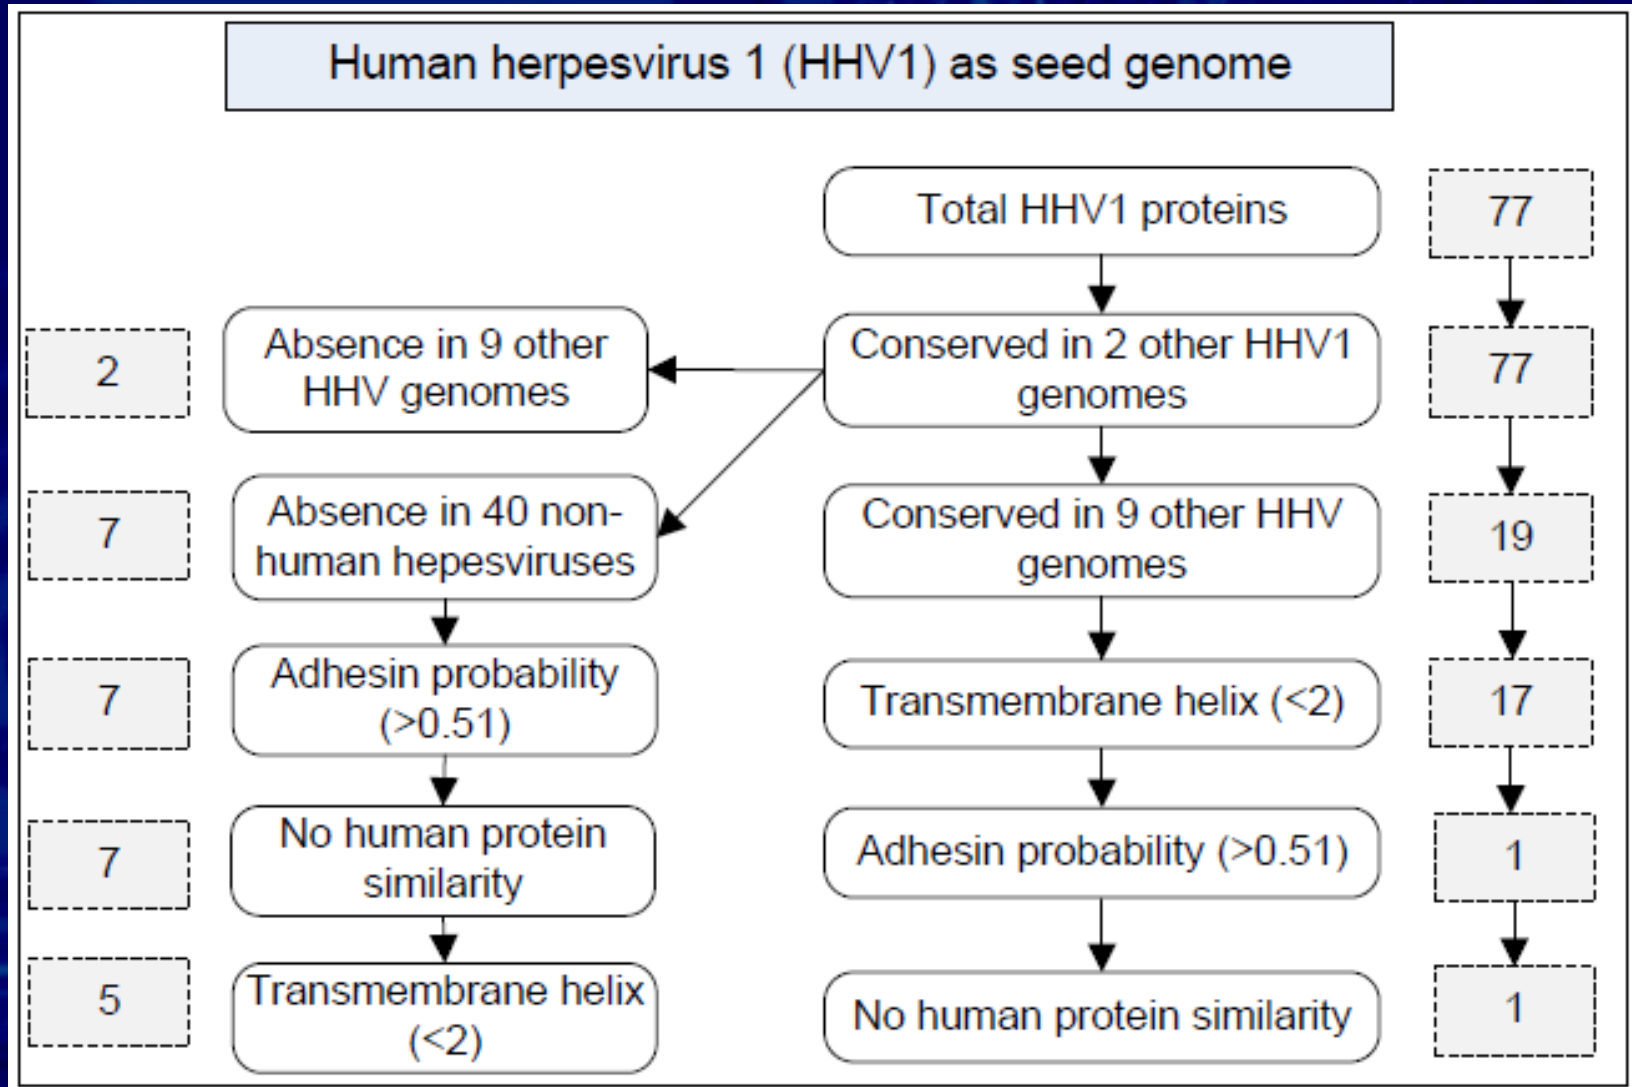 Human herpesvirus 1 (HHV1) as seed genome
Total HHV1 proteins
77
2
Absence in 9 other
HHV genomes
Conserved in 2 other HHV1
genomes
77
7
Absence in 40 non-
human hepesviruses
Conserved in 9 other HHV
genomes
19
7
Adhesin probability
(>0.51)
Transmembrane helix (<2)
17
7
No human protein
similarity
Adhesin probability (>0.51)
1
5
Transmembrane helix
(<2)
No human protein similarity
1